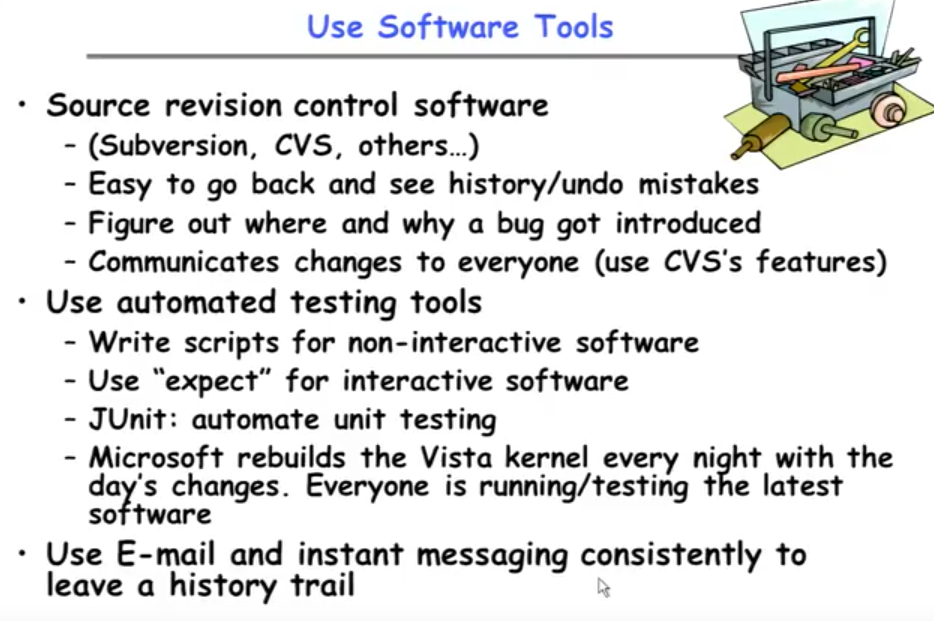 Use Software Tools
• Source revision control software
– (Subversion, CVS, others…)
– Easy to go back and see history/undo mistakes
– Figure out where and why a bug got introduced
– Communicates changes to everyone (use CVS's features)
• Use automated testing tools
– Write scripts for non-interactive software
– Use “expect” for interactive software
– JUnit: automate unit testing
– Microsoft rebuilds the Vista kernel every night with the
day's changes. Everyone is running/testing the latest
software
• Use E-mail and instant messaging consistently to
leave a history trail